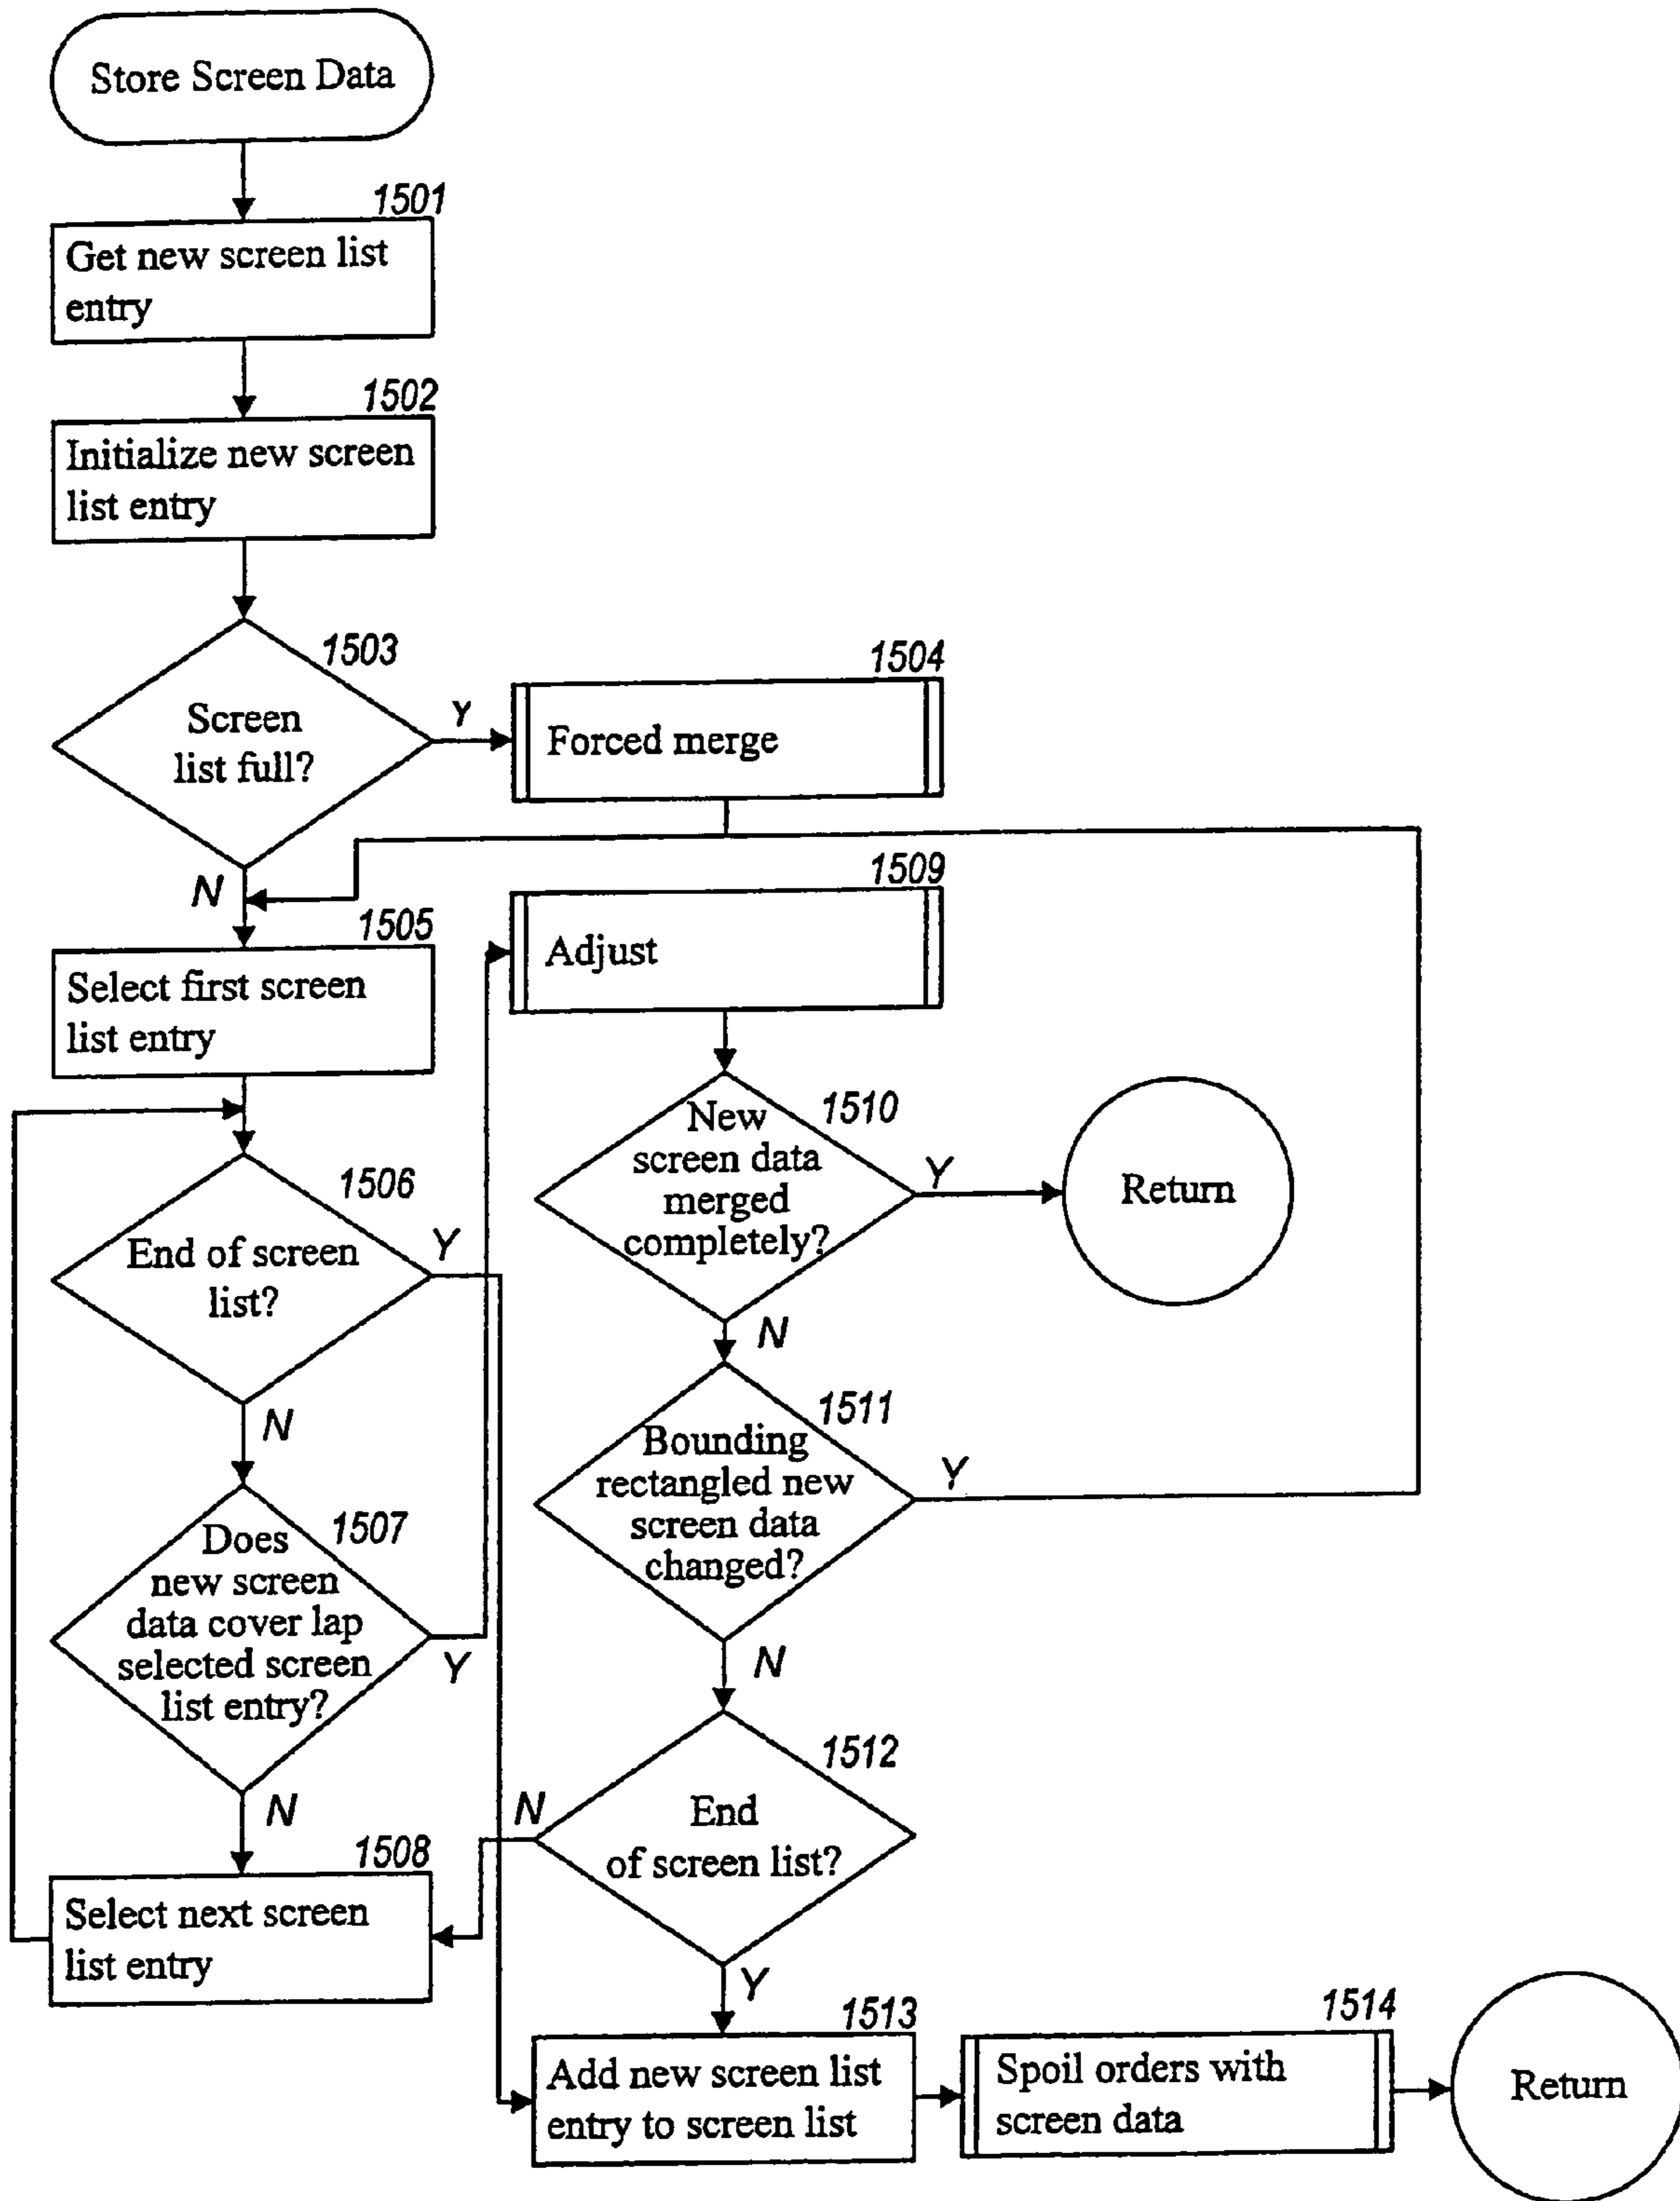 Store Screen Data
1501
Get new screen list
entry
1502
Initialize new screen
list entry
1503
Screen
list full?
Y
1504
Forced merge
N
1505
Select first screen
list entry
1509
Adjust
1506
End of screen
list?
Y
N
1510
New
screen data
merged
completely?
Y
Return
N
1507
Does
new screen
data cover lap
selected screen
list entry?
Y
N
1511
Bounding
rectangled new
screen data
changed?
Y
N
1508
Select next screen
list entry
1512
End
of screen list?
N
Y
1513
Add new screen list
entry to screen list
1514
Spoil orders with
screen data
Return